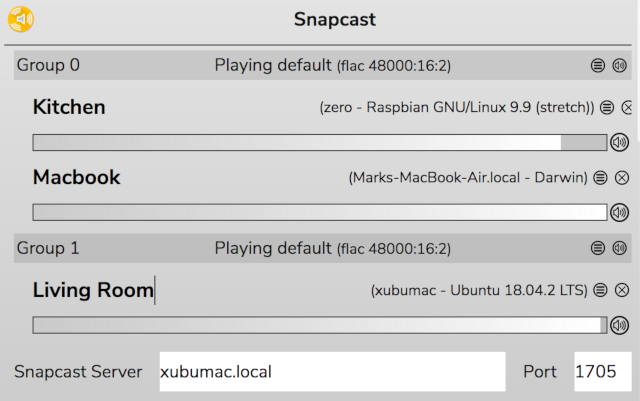 Snapcast
Group 0 Playing default (flac 48000:16:2)
Kitchen (zero - Raspbian GNU/Linux 9.9 (stretch))
Macbook (Marks-MacBook-Air.local - Darwin)
Group 1 Playing default (flac 48000:16:2)
Living Room (xubumac - Ubuntu 18.04.2 LTS)
Snapcast Server xubumac.local Port 1705